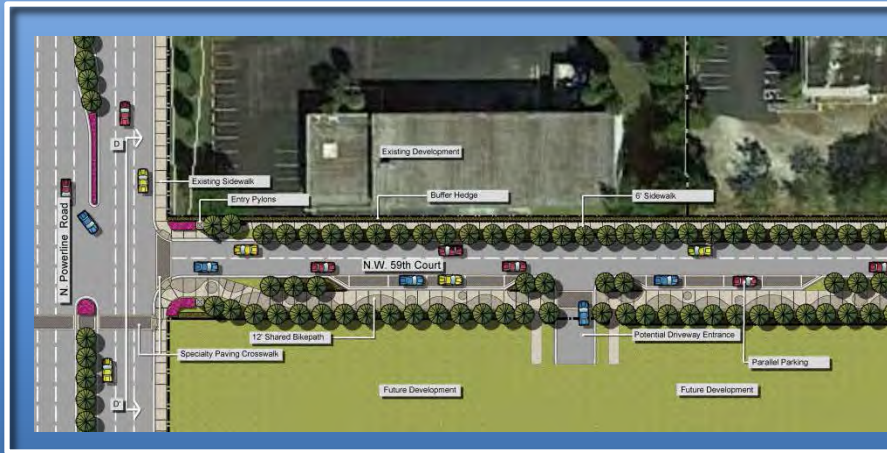 Existing Development
D
Existing Sidewalk
Buffer Hedge
6' Sidewalk
Entry Pylons
N. Powerline Road
N.W. 59th Court
12' Shared Bikepath
Potential Driveway Entrance
Specialty Paving Crosswalk
Parallel Parking
Future Development
Future Development
D'